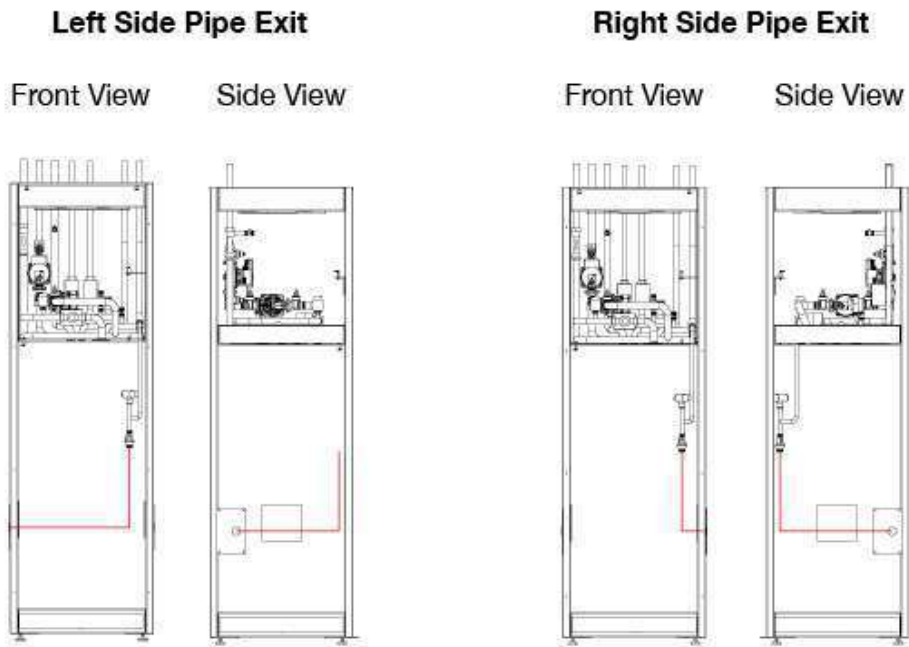 Left Side Pipe Exit
Right Side Pipe Exit
Front View
Side View
Front View
Side View